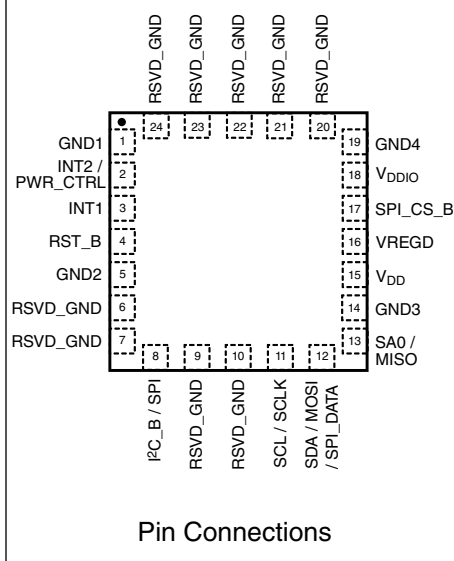 RSVD_GND
RSVD_GND
RSVD_GND
RSVD_GND
RSVD_GND
24
23
22
21
20
GND1
1
INT2 /
PWR_CTRL
2
INT1
3
RST_B
4
GND2
5
RSVD_GND
6
RSVD_GND
7
19
GND4
18
VDDIO
17
SPI_CS_B
16
VREGD
15
VDD
14
GND3
13
SA0 /
MISO
8
9
10
11
12
I²C_B / SPI
RSVD_GND
RSVD_GND
SCL / SCLK
SDA / MOSI
/ SPI_DATA
Pin Connections